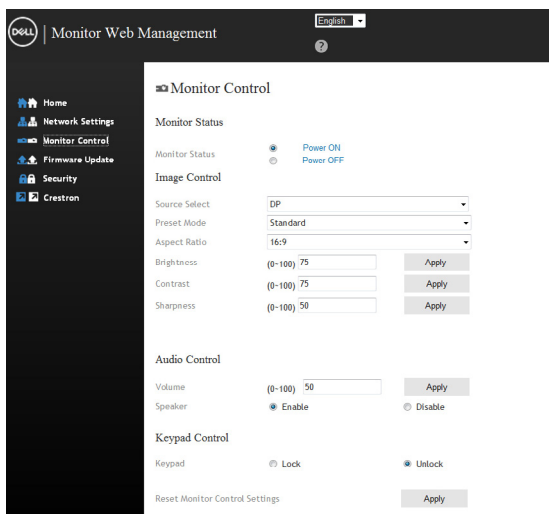 DELL
Monitor Web Management
English
?
Home
Network Settings
Monitor Control
Firmware Update
Security
Crestron
Monitor Control
Monitor Status
Monitor Status
Power ON
Power OFF
Image Control
Source Select DP
Preset Mode Standard
Aspect Ratio 16:9
Brightness (0~100) 75 Apply
Contrast (0~100) 75 Apply
Sharpness (0~100) 50 Apply
Audio Control
Volume (0~100) 50 Apply
Speaker Enable Disable
Keypad Control
Keypad Lock Unlock
Reset Monitor Control Settings Apply